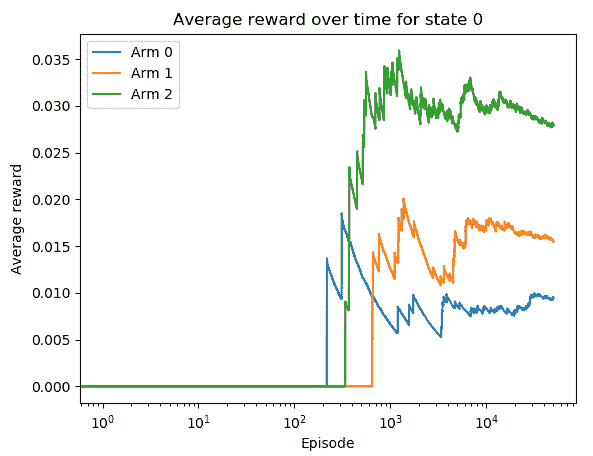 Average reward over time for state 0
Arm 0
Arm 1
Arm 2
Average reward
0.035
0.030
0.025
0.020
0.015
0.010
0.005
0.000
10⁰ 10¹ 10² 10³ 10⁴
Episode